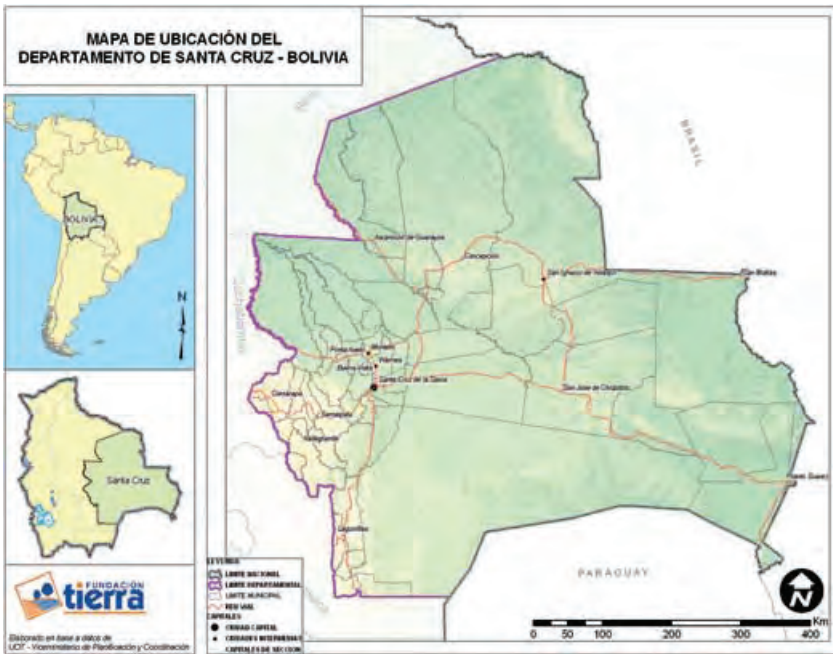 MAPA DE UBICACIÓN DEL
DEPARTAMENTO DE SANTA CRUZ - BOLIVIA
BOLIVIA
N
Santa Cruz
FUNDACIÓN
tierra
Elaborado en base a datos de
UOT - Viceministerio de Planificación y Coordinación
BRASIL
Ascención de Guarayos
Concepción
San Ignacio de Velasco
San Matías
Montero
Warnes
Buena Vista
Santa Cruz de la Sierra
Comarapa
Samaipata
Vallegrande
San José de Chiquitos
Puerto Suárez
Lagunillas
PARAGUAY
LEYENDA
LIMITE NACIONAL
LIMITE DEPARTAMENTAL
LIMITE MUNICIPAL
RED VIAL
CAPITALES
CIUDAD CAPITAL
CIUDADES INTERMEDIAS
CAPITALES DE SECCION
N
Km
0 50 100 200 300 400